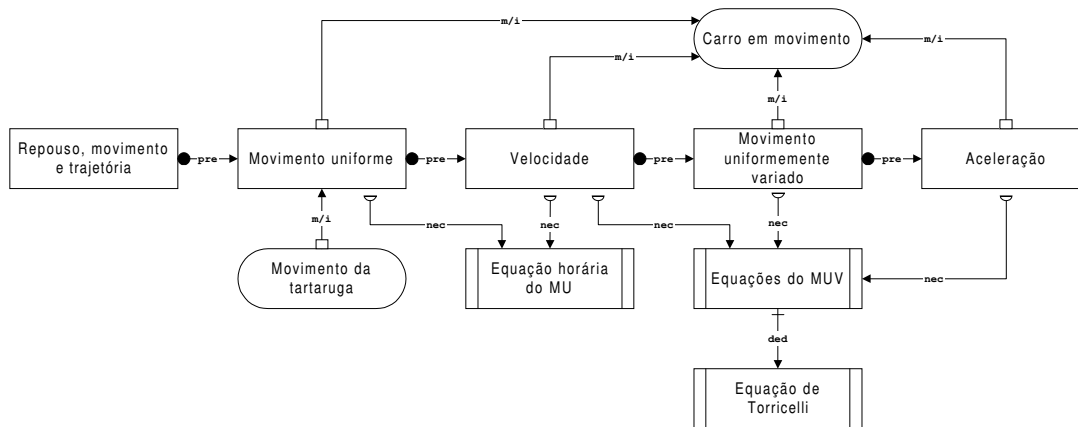 m/i
Carro em movimento
m/i
m/i
m/i
Repouso, movimento
e trajetória
pre
Movimento uniforme
pre
Velocidade
pre
Movimento
uniformemente
variado
pre
Aceleração
m/i
nec
nec
nec
nec
nec
Movimento da
tartaruga
Equação horária
do MU
Equações do MUV
ded
Equação de
Torricelli